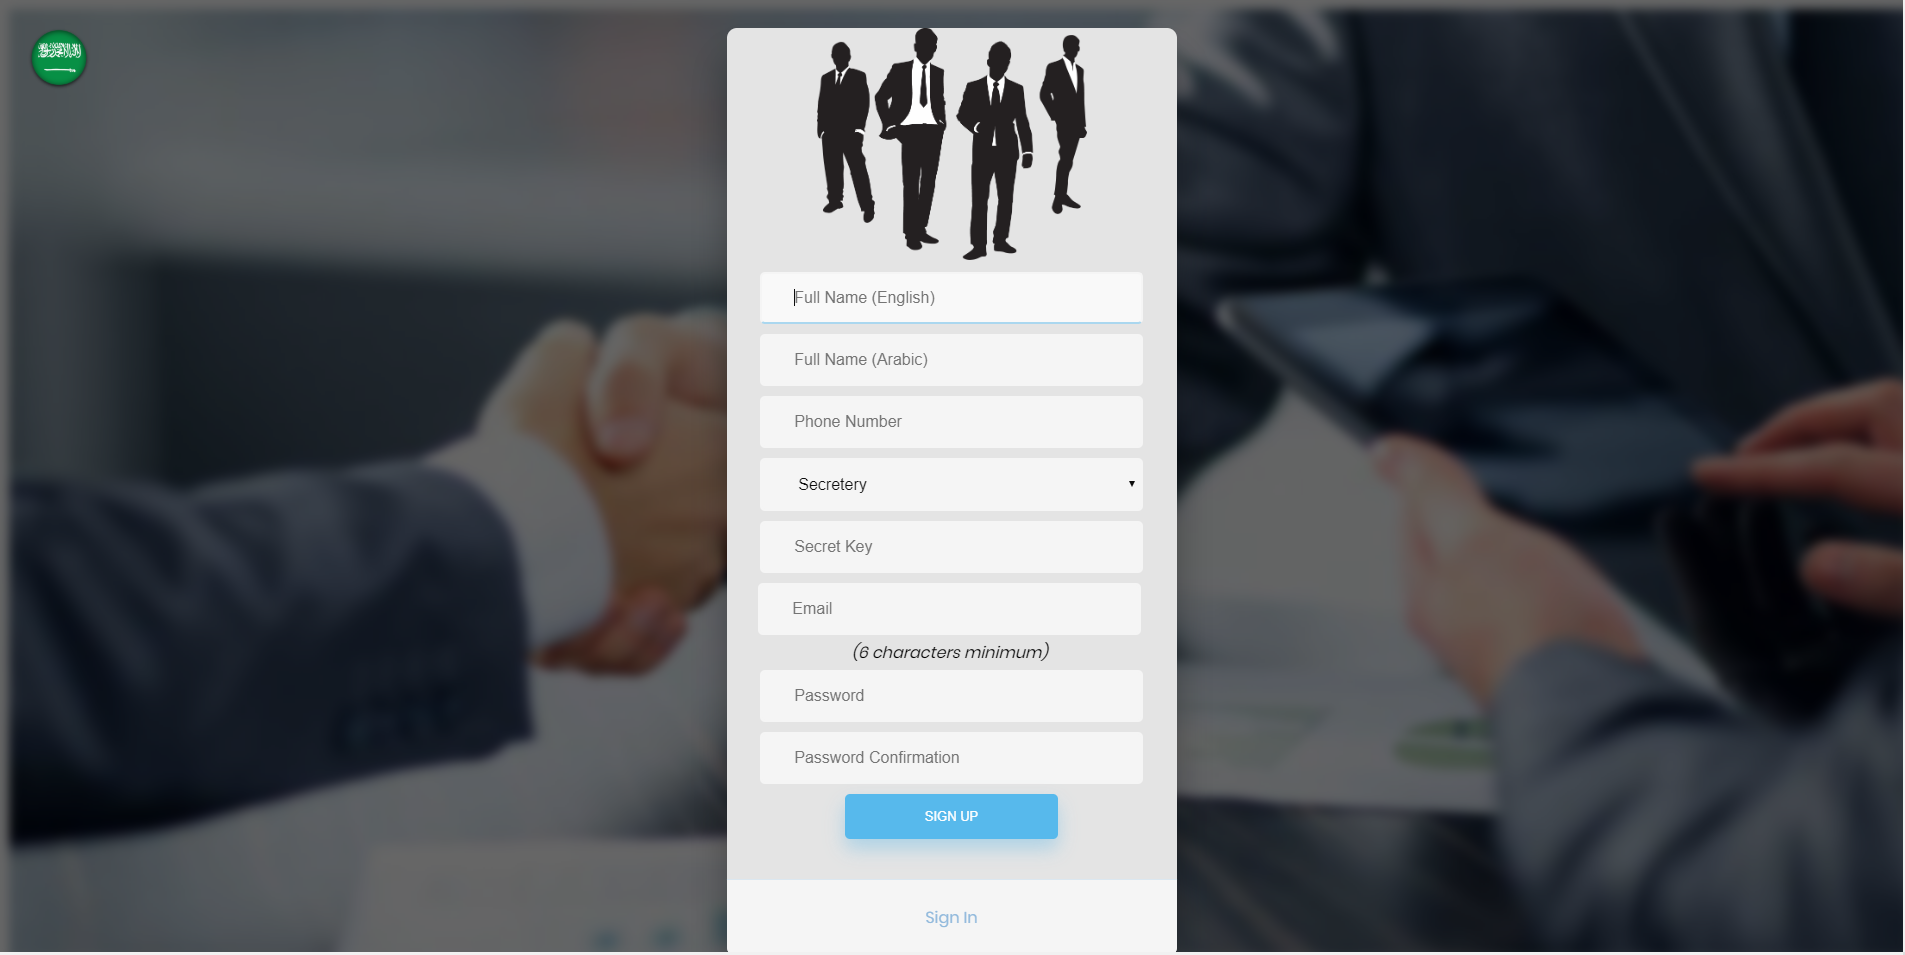 Full Name (English)
Full Name (Arabic)
Phone Number
Secretery
Secret Key
Email
(6 characters minimum)
Password
Password Confirmation
SIGN UP
Sign In